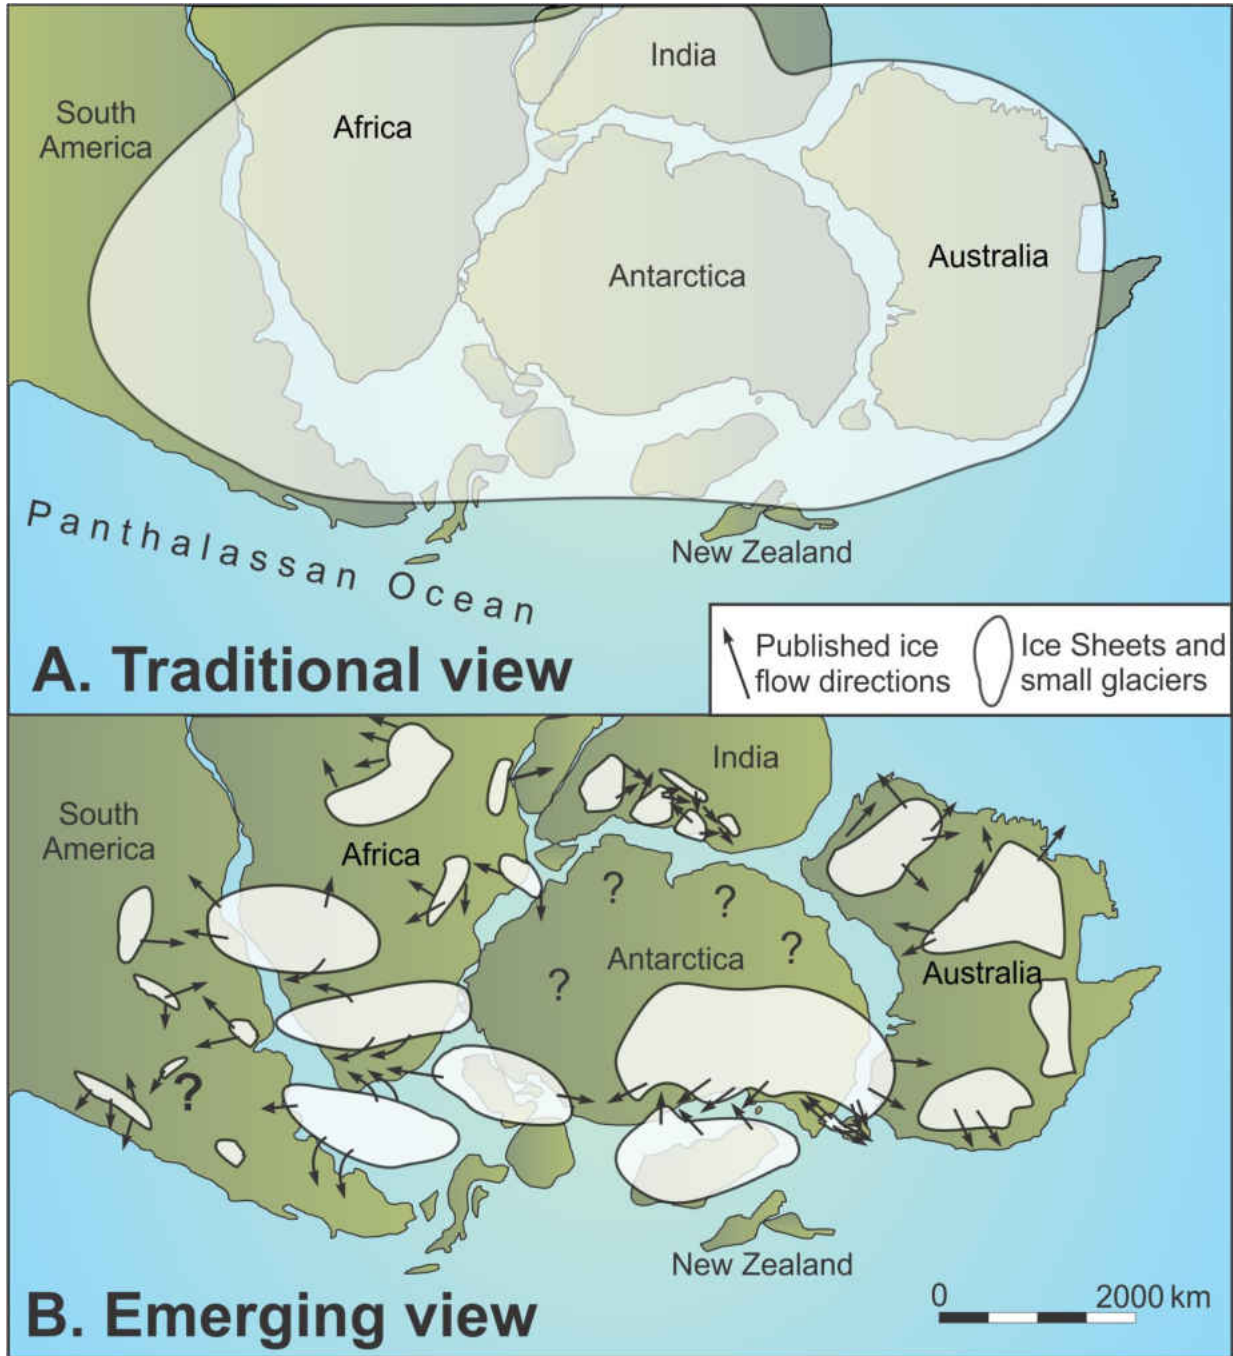 India
South
America
Africa
Antarctica
Australia
New Zealand
Panthalassan Ocean
A. Traditional view
Published ice
flow directions
Ice Sheets and
small glaciers
India
South
America
Africa
?
?
?
?
Antarctica
Australia
?
New Zealand
0 2000 km
B. Emerging view